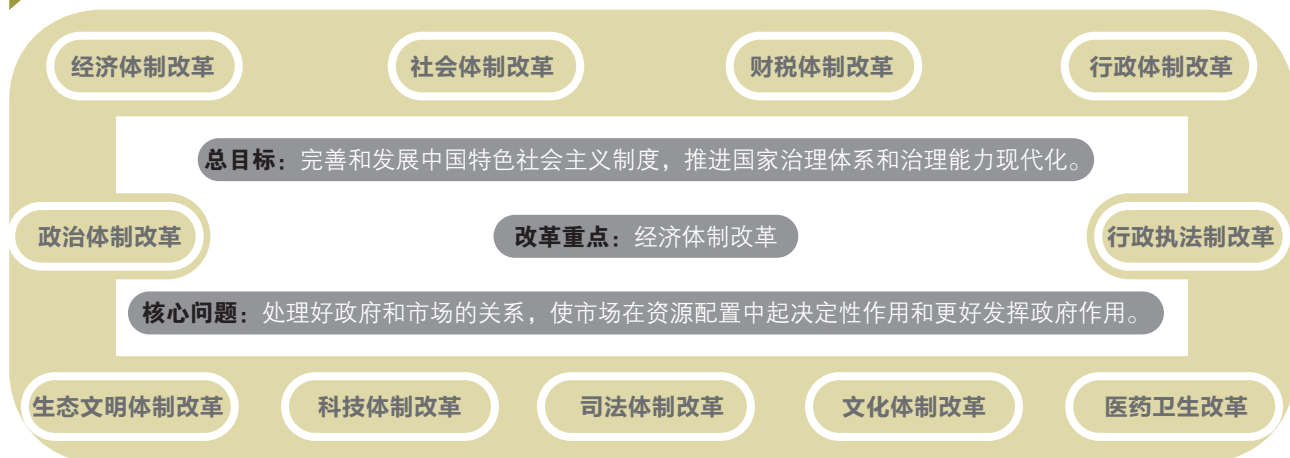 经济体制改革
社会体制改革
财税体制改革
行政体制改革
总目标：完善和发展中国特色社会主义制度，推进国家治理体系和治理能力现代化。
政治体制改革
改革重点：经济体制改革
行政执法制改革
核心问题：处理好政府和市场的关系，使市场在资源配置中起决定性作用和更好发挥政府作用。
生态文明体制改革
科技体制改革
司法体制改革
文化体制改革
医药卫生改革